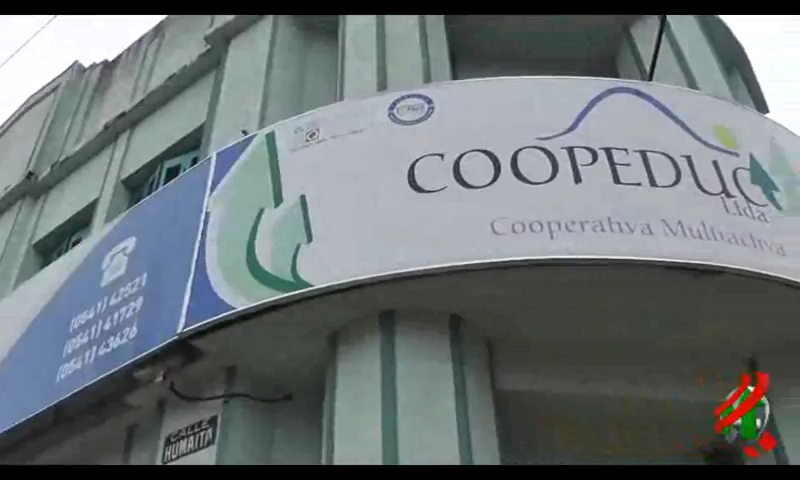 COOPEDUC
Ltda.
Cooperativa Multiactiva
(0541) 42521
(0541) 41729
(0541) 43626
CALLE
HUMAITA